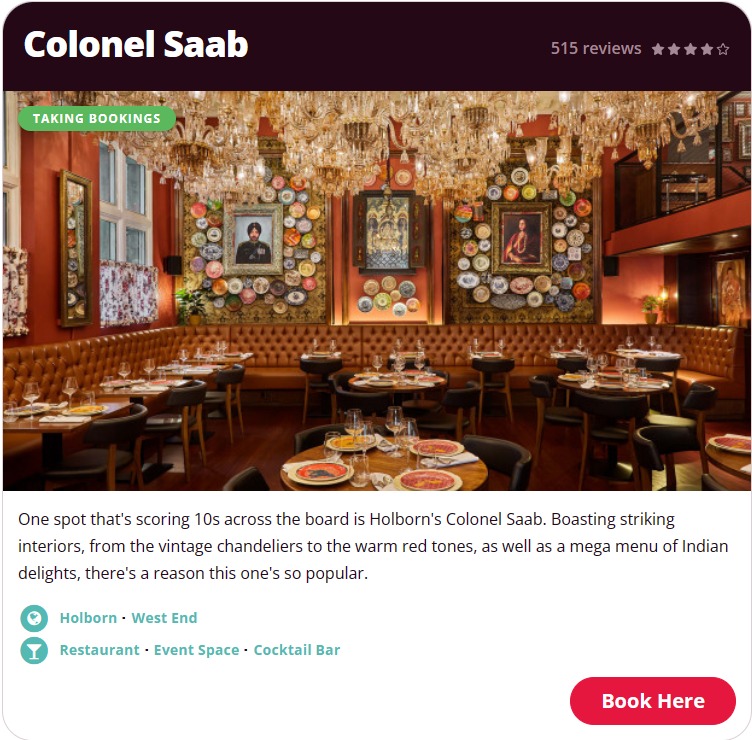 Colonel Saab
515 reviews
TAKING BOOKINGS
One spot that's scoring 10s across the board is Holborn's Colonel Saab. Boasting striking
interiors, from the vintage chandeliers to the warm red tones, as well as a mega menu of Indian
delights, there's a reason this one's so popular.
Holborn · West End
Restaurant · Event Space · Cocktail Bar
Book Here